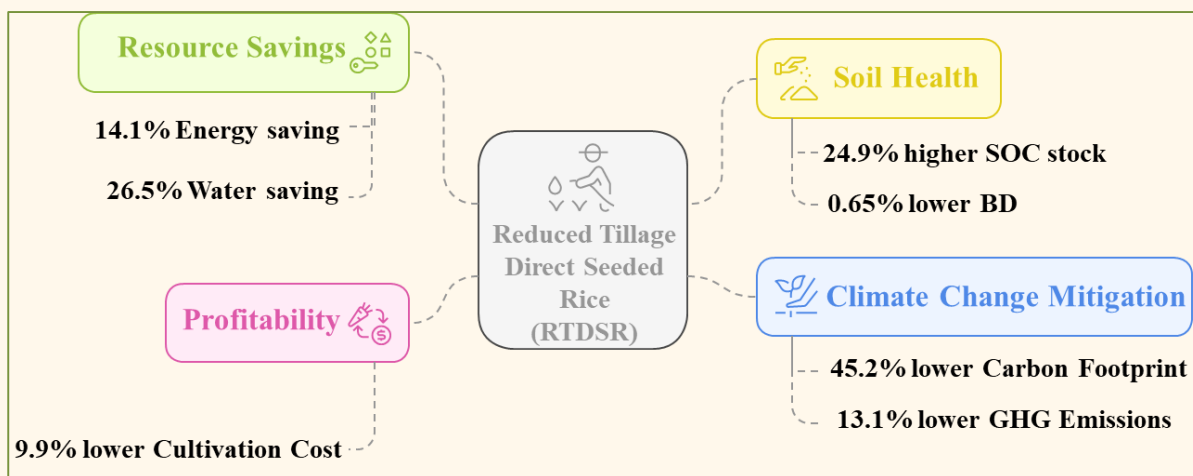 Resource Savings
14.1% Energy saving
26.5% Water saving
Profitability
9.9% lower Cultivation Cost
Reduced Tillage
Direct Seeded
Rice
(RTDSR)
Soil Health
24.9% higher SOC stock
0.65% lower BD
Climate Change Mitigation
45.2% lower Carbon Footprint
13.1% lower GHG Emissions